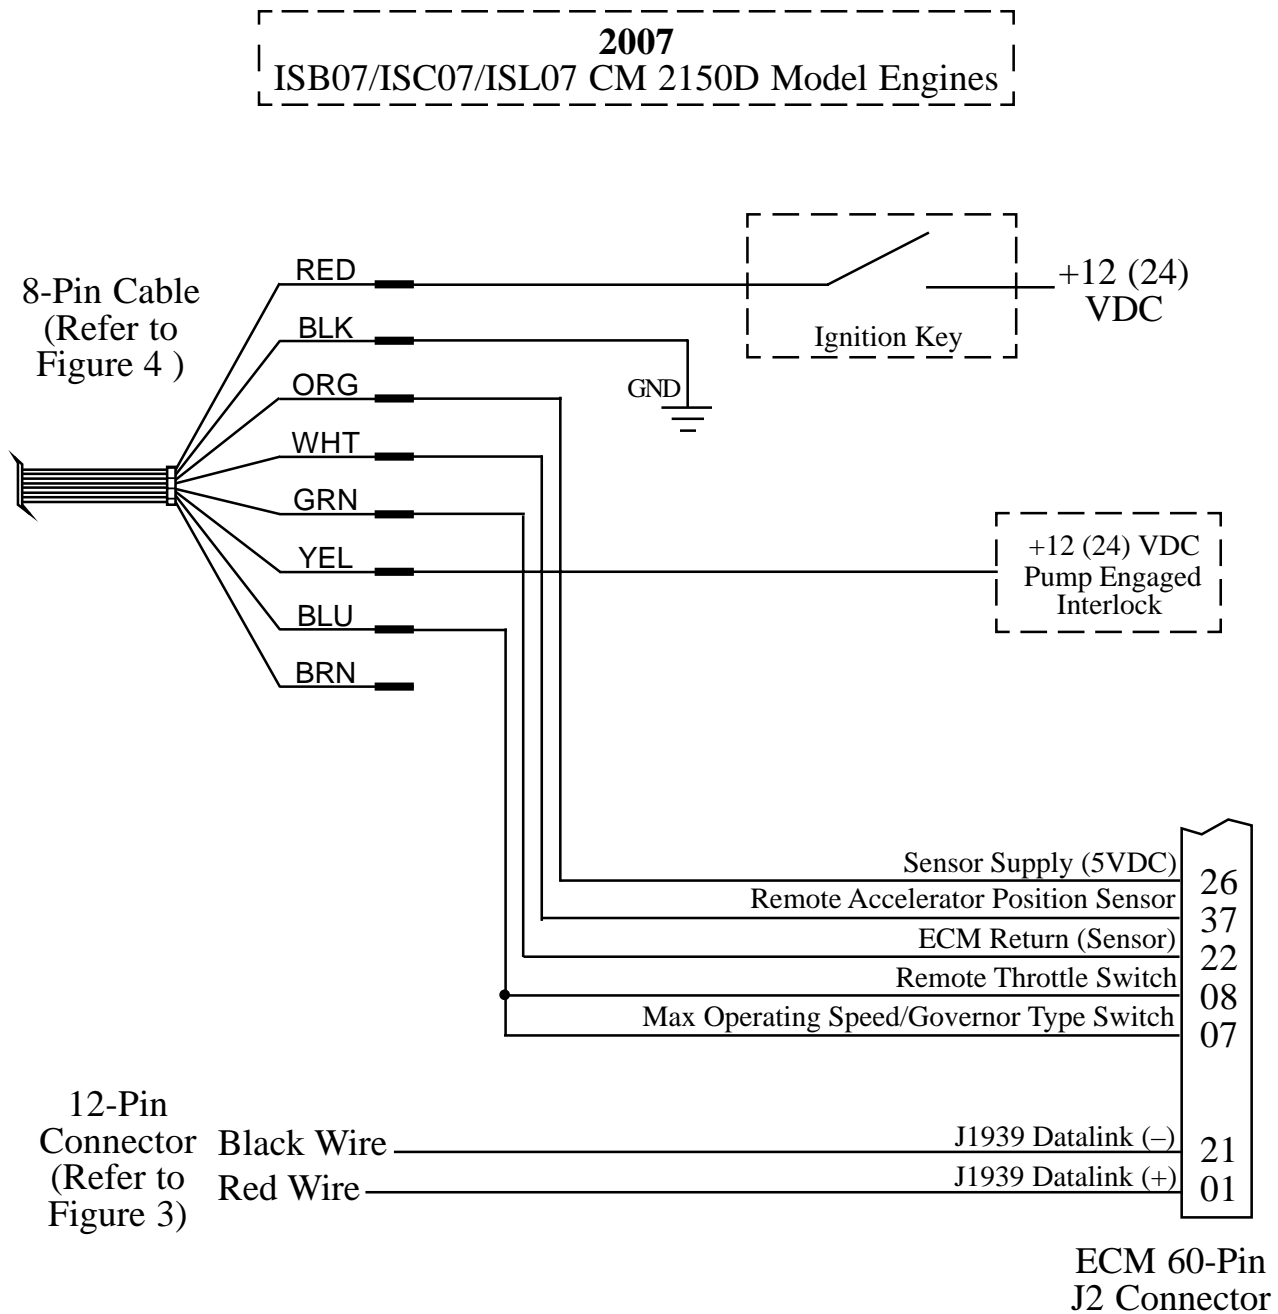 2007
ISB07/ISC07/ISL07 CM 2150D Model Engines
8-Pin Cable
(Refer to
Figure 4 )
RED
BLK
ORG
WHT
GRN
YEL
BLU
BRN
Ignition Key
+12 (24)
VDC
GND
+12 (24) VDC
Pump Engaged
Interlock
Sensor Supply (5VDC)
26
Remote Accelerator Position Sensor
37
ECM Return (Sensor)
22
Remote Throttle Switch
08
Max Operating Speed/Governor Type Switch
07
12-Pin
Connector
(Refer to
Figure 3)
Black Wire
J1939 Datalink (–)
21
Red Wire
J1939 Datalink (+)
01
ECM 60-Pin
J2 Connector